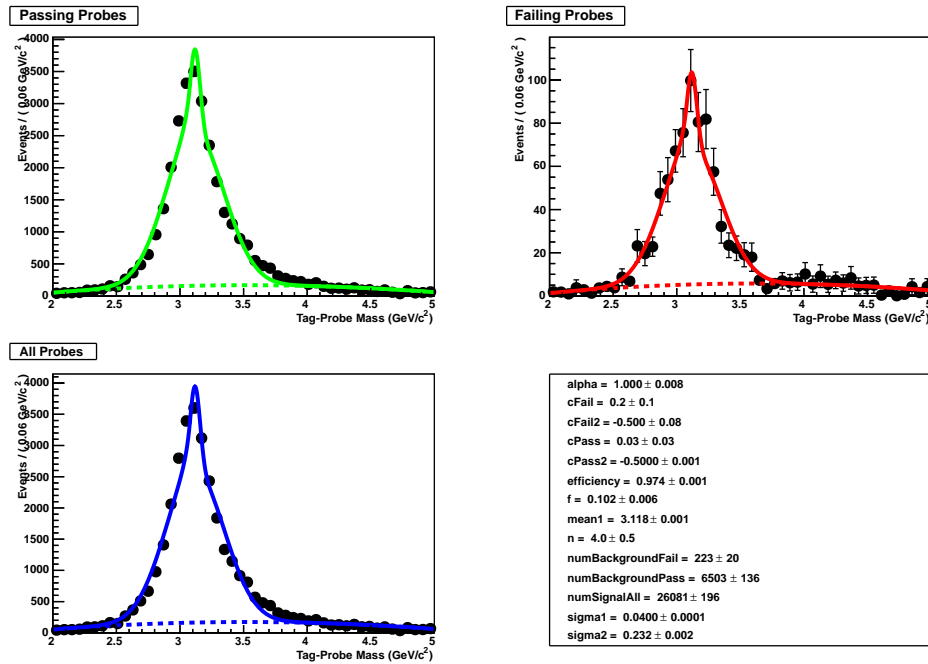 Passing Probes
Events / ( 0.06 GeV/c² )
4000
3500
3000
2500
2000
1500
1000
500
0
2 2.5 3 3.5 4 4.5 5
Tag-Probe Mass (GeV/c²)
Failing Probes
Events / ( 0.06 GeV/c² )
100
80
60
40
20
0
2 2.5 3 3.5 4 4.5 5
Tag-Probe Mass (GeV/c²)
All Probes
Events / ( 0.06 GeV/c² )
4000
3500
3000
2500
2000
1500
1000
500
0
2 2.5 3 3.5 4 4.5 5
Tag-Probe Mass (GeV/c²)
alpha = 1.000 ± 0.008
cFail = 0.2 ± 0.1
cFail2 = -0.500 ± 0.08
cPass = 0.03 ± 0.03
cPass2 = -0.5000 ± 0.001
efficiency = 0.974 ± 0.001
f = 0.102 ± 0.006
mean1 = 3.118 ± 0.001
n = 4.0 ± 0.5
numBackgroundFail = 223 ± 20
numBackgroundPass = 6503 ± 136
numSignalAll = 26081 ± 196
sigma1 = 0.0400 ± 0.0001
sigma2 = 0.232 ± 0.002